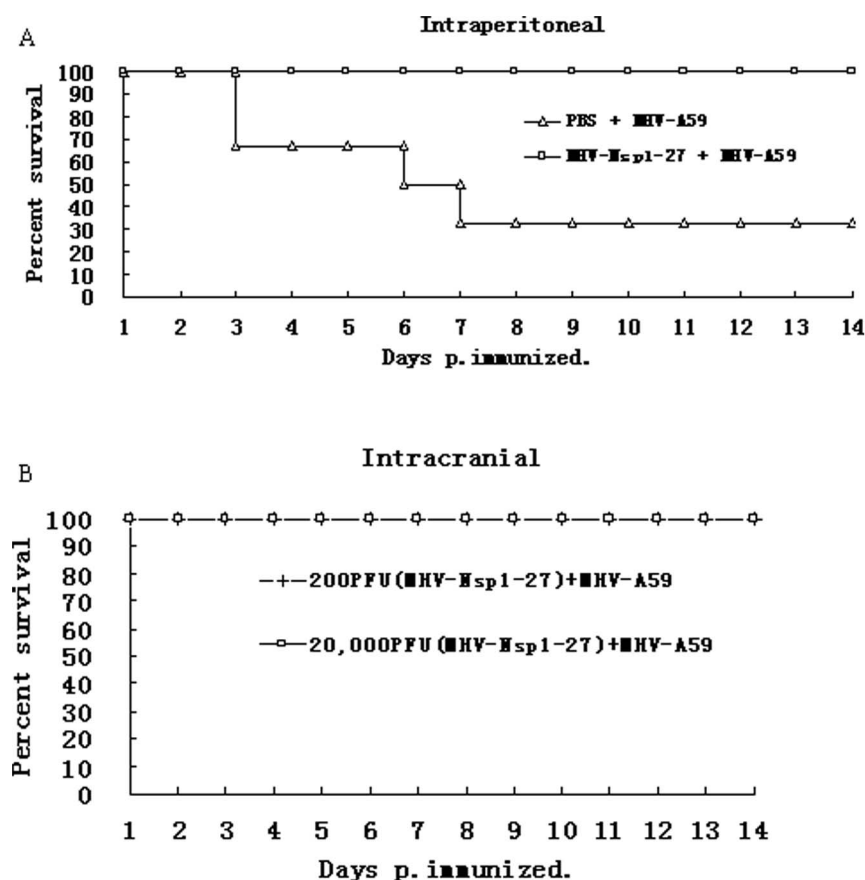 A
Intraperitoneal
Percent survival
100
90
80
70
60
50
40
30
20
10
0
PBS + MHV-A59
MHV-Nsp1-27 + MHV-A59
1 2 3 4 5 6 7 8 9 10 11 12 13 14
Days p.immunized.
B
Intracranial
Percent survival
100
90
80
70
60
50
40
30
20
10
0
200PFU(MHV-Nsp1-27)+MHV-A59
20,000PFU(MHV-Nsp1-27)+MHV-A59
1 2 3 4 5 6 7 8 9 10 11 12 13 14
Days p.immunized.